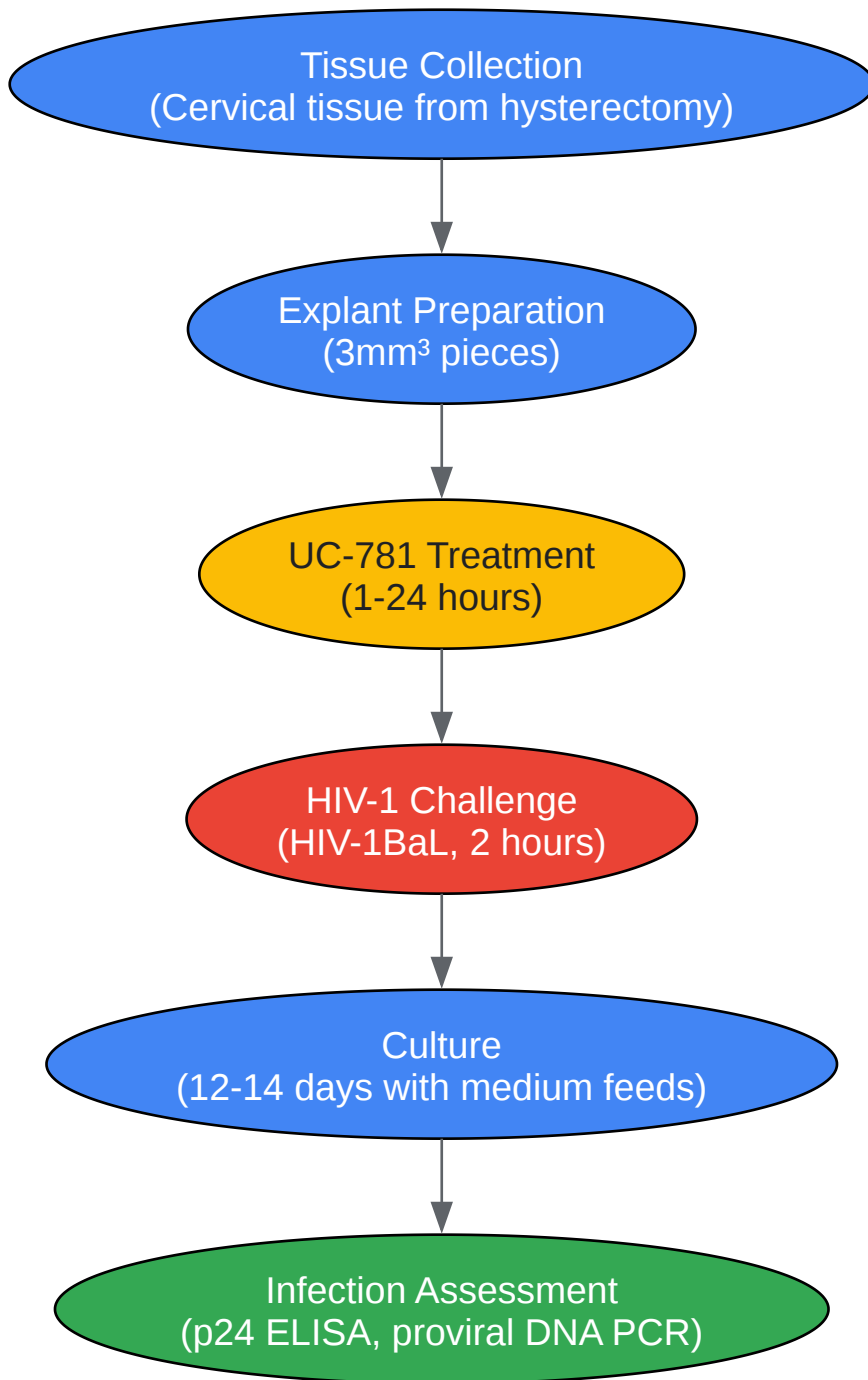 Tissue Collection
(Cervical tissue from hysterectomy)
Explant Preparation
(3mm³ pieces)
UC-781 Treatment
(1-24 hours)
HIV-1 Challenge
(HIV-1BaL, 2 hours)
Culture
(12-14 days with medium feeds)
Infection Assessment
(p24 ELISA, proviral DNA PCR)